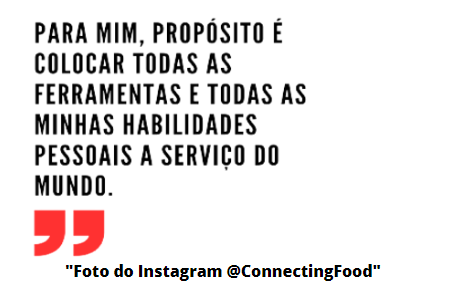 PARA MIM, PROPÓSITO É
COLOCAR TODAS AS
FERRAMENTAS E TODAS AS
MINHAS HABILIDADES
PESSOAIS A SERVIÇO DO
MUNDO.
"Foto do Instagram @ConnectingFood"